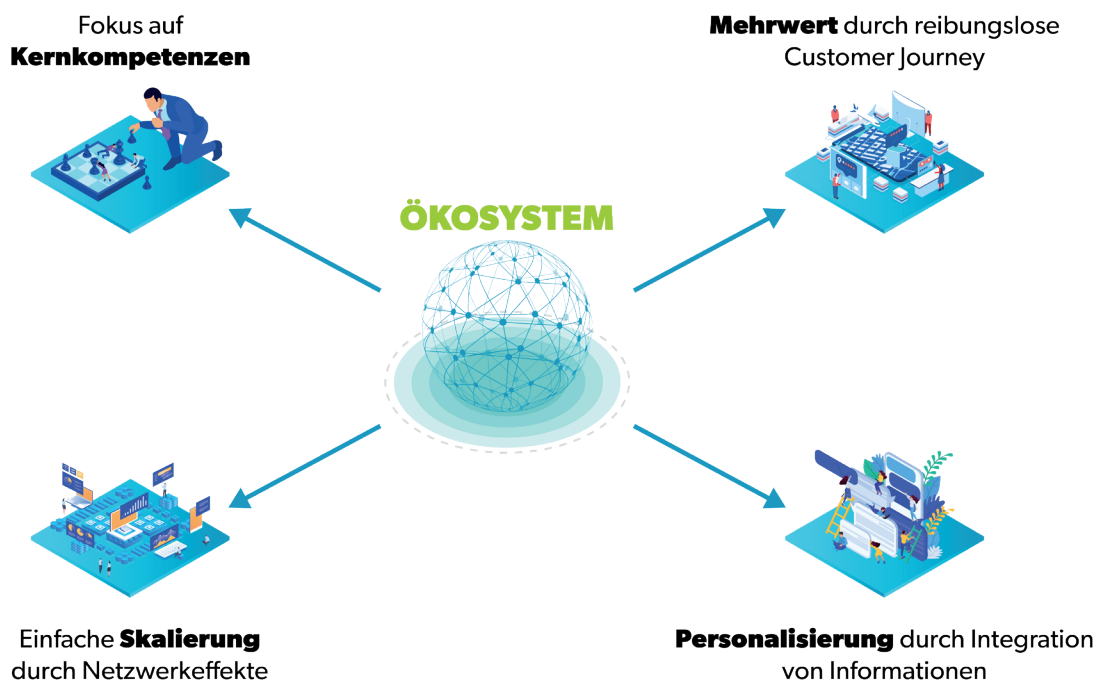 Fokus auf
Kernkompetenzen
Mehrwert durch reibungslose
Customer Journey
ÖKOSYSTEM
Einfache Skalierung
durch Netzwerkeffekte
Personalisierung durch Integration
von Informationen